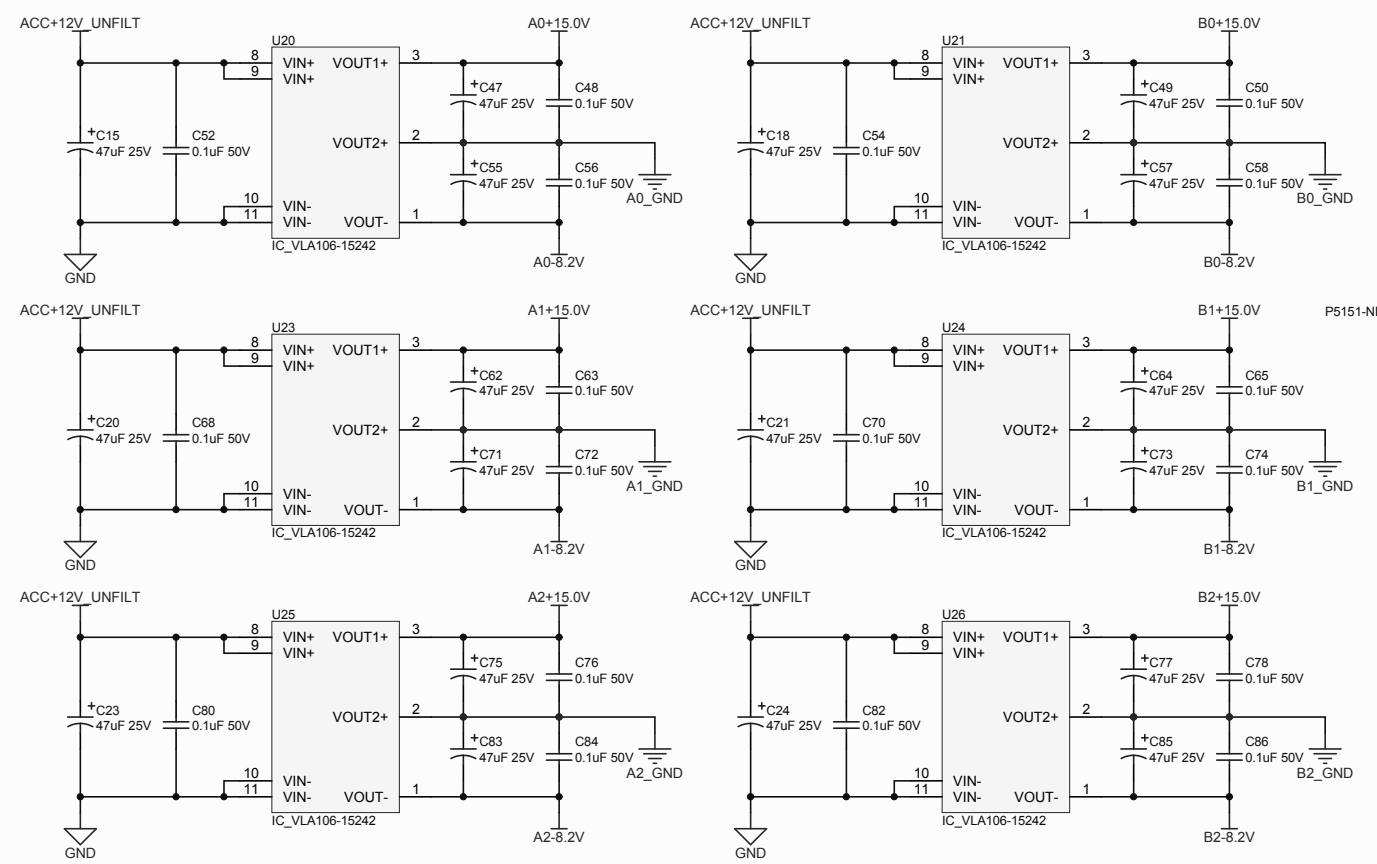 ACC+12V_UNFILT
A0+15.0V
U20
8 VIN+ VOUT1+ 3
9 VIN+
+C47
47uF 25V
C48
0.1uF 50V
+C15
47uF 25V
C52
0.1uF 50V
VOUT2+ 2
+C55
47uF 25V
C56
0.1uF 50V
A0_GND
10 VIN-
11 VIN- VOUT- 1
IC_VLA106-15242
GND
A0-8.2V
ACC+12V_UNFILT
B0+15.0V
U21
8 VIN+ VOUT1+ 3
9 VIN+
+C49
47uF 25V
C50
0.1uF 50V
+C18
47uF 25V
C54
0.1uF 50V
VOUT2+ 2
+C57
47uF 25V
C58
0.1uF 50V
B0_GND
10 VIN-
11 VIN- VOUT- 1
IC_VLA106-15242
GND
B0-8.2V
ACC+12V_UNFILT
A1+15.0V
U23
8 VIN+ VOUT1+ 3
9 VIN+
+C62
47uF 25V
C63
0.1uF 50V
+C20
47uF 25V
C68
0.1uF 50V
VOUT2+ 2
+C71
47uF 25V
C72
0.1uF 50V
A1_GND
10 VIN-
11 VIN- VOUT- 1
IC_VLA106-15242
GND
A1-8.2V
ACC+12V_UNFILT
B1+15.0V
P5151-N
U24
8 VIN+ VOUT1+ 3
9 VIN+
+C64
47uF 25V
C65
0.1uF 50V
+C21
47uF 25V
C70
0.1uF 50V
VOUT2+ 2
+C73
47uF 25V
C74
0.1uF 50V
B1_GND
10 VIN-
11 VIN- VOUT- 1
IC_VLA106-15242
GND
B1-8.2V
ACC+12V_UNFILT
A2+15.0V
U25
8 VIN+ VOUT1+ 3
9 VIN+
+C75
47uF 25V
C76
0.1uF 50V
+C23
47uF 25V
C80
0.1uF 50V
VOUT2+ 2
+C83
47uF 25V
C84
0.1uF 50V
A2_GND
10 VIN-
11 VIN- VOUT- 1
IC_VLA106-15242
GND
A2-8.2V
ACC+12V_UNFILT
B2+15.0V
U26
8 VIN+ VOUT1+ 3
9 VIN+
+C77
47uF 25V
C78
0.1uF 50V
+C24
47uF 25V
C82
0.1uF 50V
VOUT2+ 2
+C85
47uF 25V
C86
0.1uF 50V
B2_GND
10 VIN-
11 VIN- VOUT- 1
IC_VLA106-15242
GND
B2-8.2V